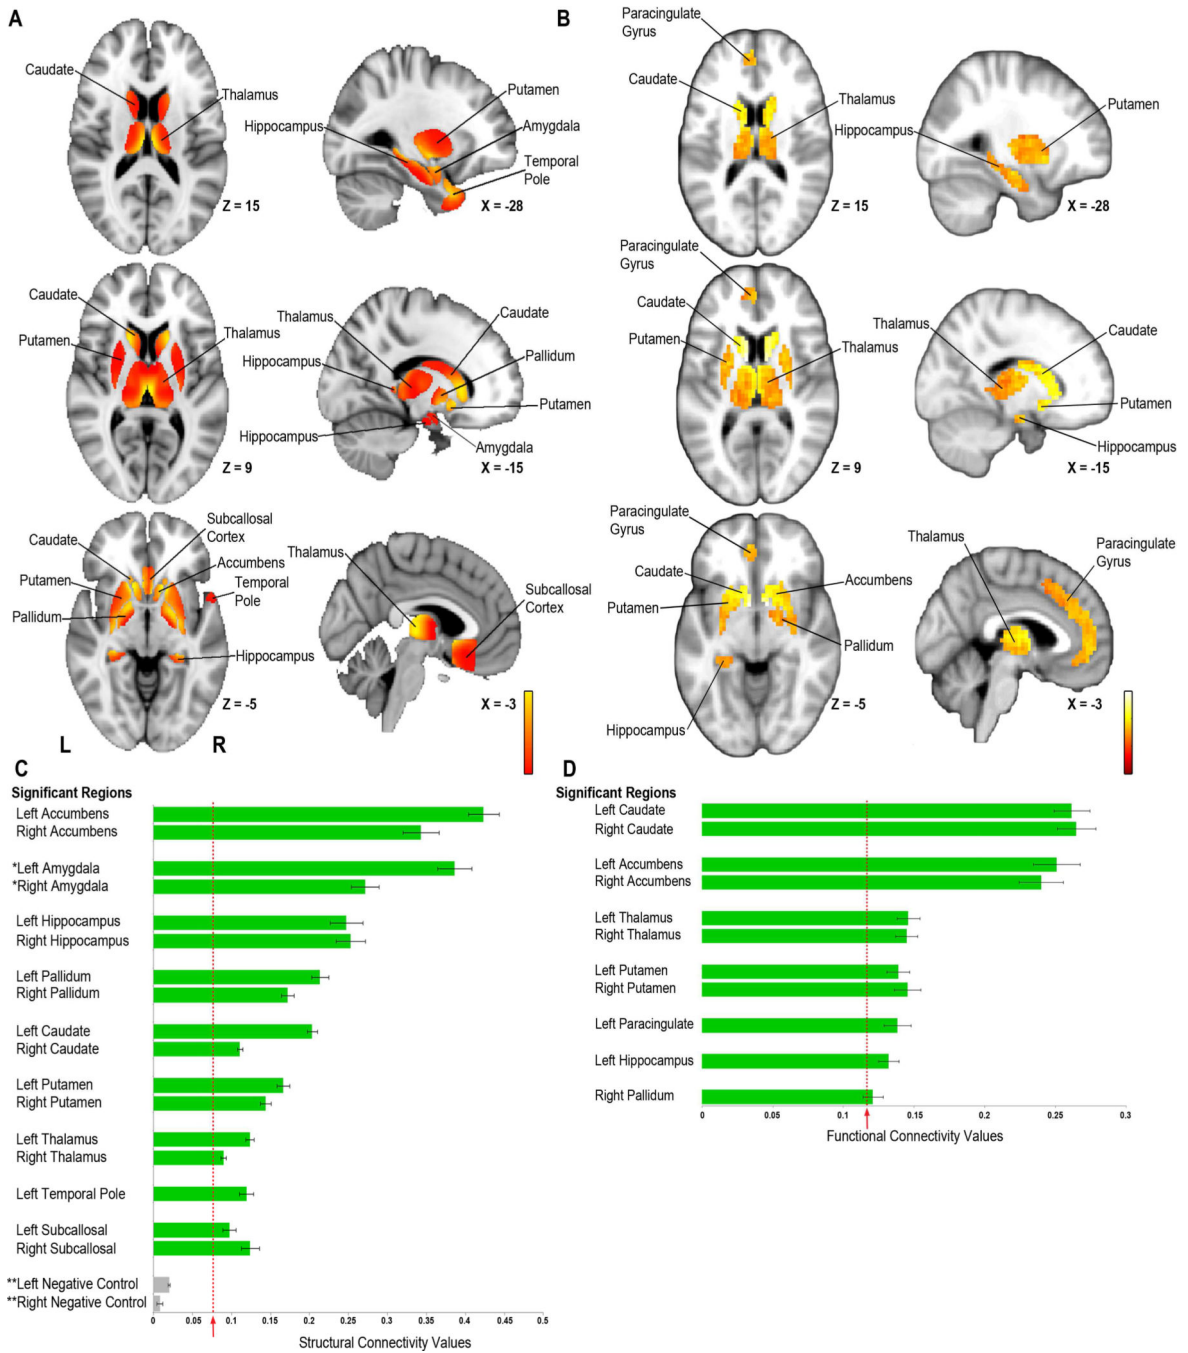 A
Caudate
Thalamus
Hippocampus
Putamen
Amygdala
Temporal
Pole
Z = 15
X = -28
Caudate
Putamen
Thalamus
Thalamus
Hippocampus
Hippocampus
Caudate
Pallidum
Putamen
Amygdala
Z = 9
X = -15
Subcallosal
Cortex
Caudate
Accumbens
Putamen
Temporal
Pole
Pallidum
Hippocampus
Thalamus
Subcallosal
Cortex
Z = -5
X = -3
L
R
B
Paracingulate
Gyrus
Caudate
Thalamus
Hippocampus
Putamen
Z = 15
X = -28
Paracingulate
Gyrus
Caudate
Putamen
Thalamus
Thalamus
Caudate
Putamen
Hippocampus
Z = 9
X = -15
Paracingulate
Gyrus
Caudate
Accumbens
Putamen
Pallidum
Hippocampus
Thalamus
Paracingulate
Gyrus
Z = -5
X = -3
C
Significant Regions
Left Accumbens
Right Accumbens
*Left Amygdala
*Right Amygdala
Left Hippocampus
Right Hippocampus
Left Pallidum
Right Pallidum
Left Caudate
Right Caudate
Left Putamen
Right Putamen
Left Thalamus
Right Thalamus
Left Temporal Pole
Left Subcallosal
Right Subcallosal
**Left Negative Control
**Right Negative Control
0 0.05 0.1 0.15 0.2 0.25 0.3 0.35 0.4 0.45 0.5
Structural Connectivity Values
D
Significant Regions
Left Caudate
Right Caudate
Left Accumbens
Right Accumbens
Left Thalamus
Right Thalamus
Left Putamen
Right Putamen
Left Paracingulate
Left Hippocampus
Right Pallidum
0 0.05 0.1 0.15 0.2 0.25 0.3
Functional Connectivity Values